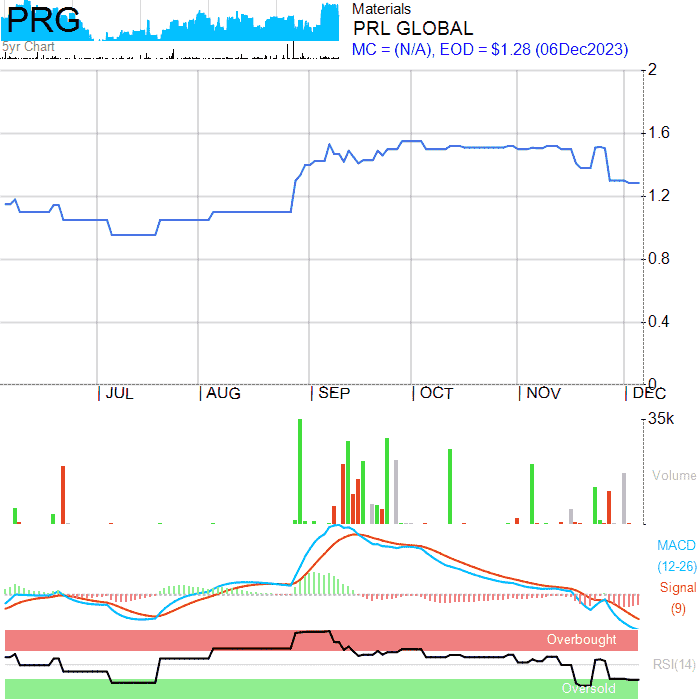 PRG
5yr Chart
Materials
PRL GLOBAL
MC = (N/A), EOD = $1.28 (06Dec2023)
2
1.6
1.2
0.8
0.4
0
JUL AUG SEP OCT NOV DEC
35k
Volume
MACD
(12-26)
Signal
(9)
Overbought
RSI(14)
Oversold